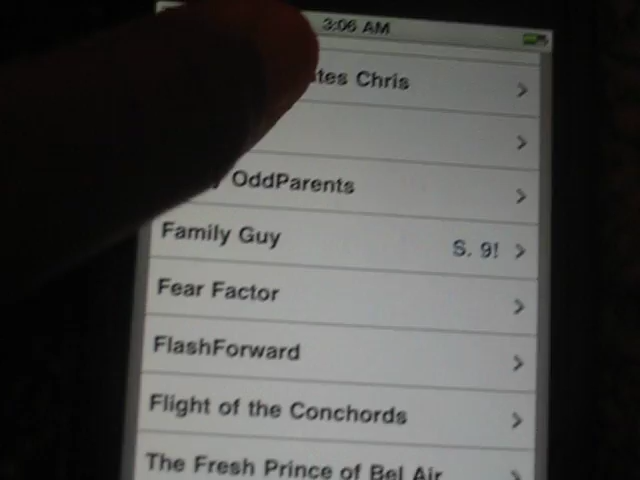 3:06 AM
tes Chris
OddParents
Family Guy S. 9!
Fear Factor
FlashForward
Flight of the Conchords
The Fresh Prince of Bel Air